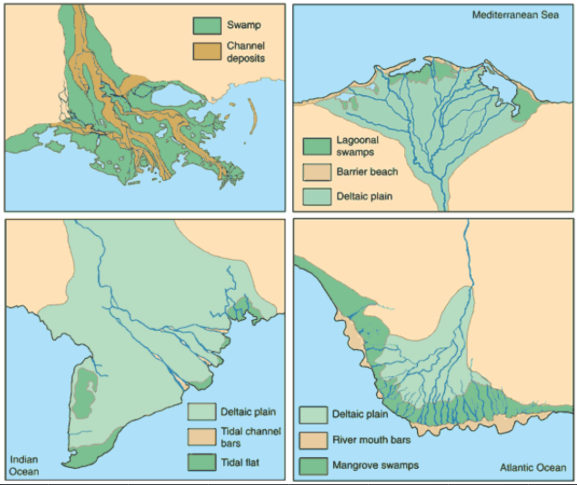 Swamp
Channel
deposits
Mediterranean Sea
Lagoonal
swamps
Barrier beach
Deltaic plain
Deltaic plain
Tidal channel
bars
Tidal flat
Indian
Ocean
Deltaic plain
River mouth bars
Mangrove swamps
Atlantic Ocean